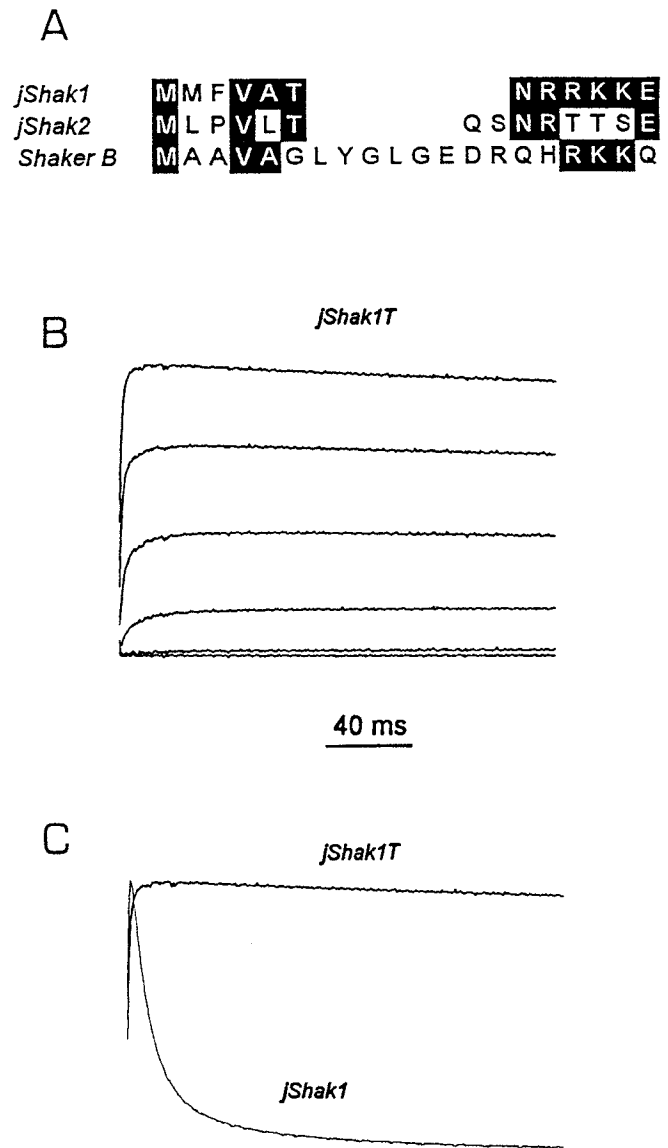 A
jShak1 M M F V A T N R R K K E
jShak2 M L P V L T Q S N R T T S E
Shaker B M A A V A G L Y G L G E D R Q H R K K Q
B
jShak1T
40 ms
C
jShak1T
jShak1